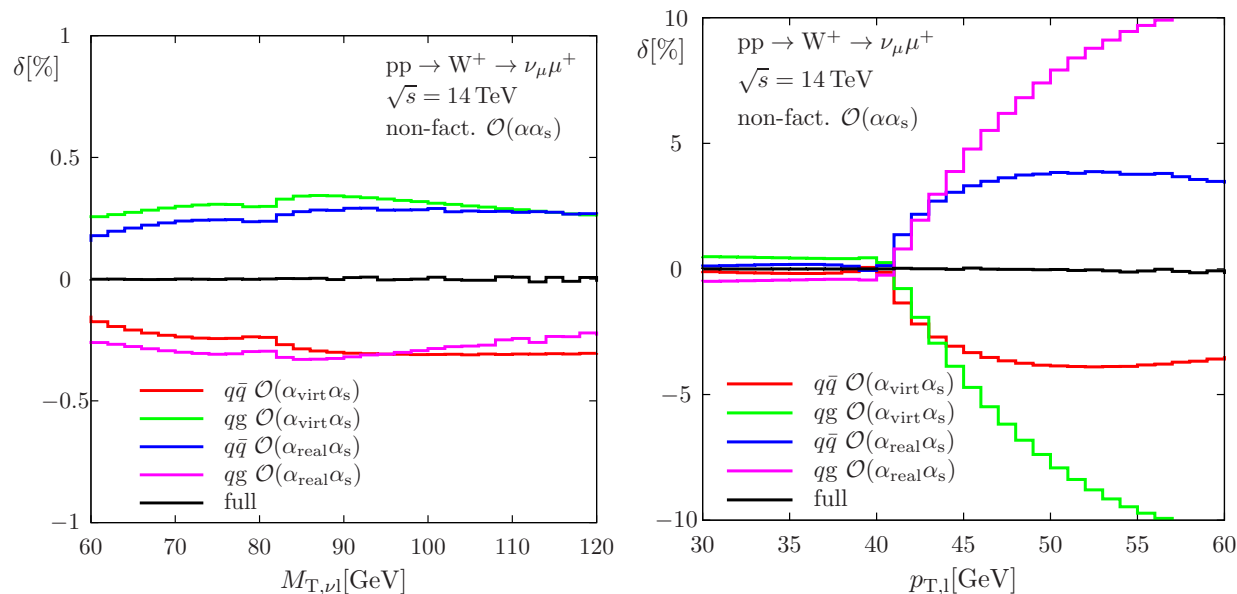 1
δ[%]
pp → W⁺ → ν_μ μ⁺
√s = 14 TeV
non-fact. 𝒪(αα_s)
0.5
0
−0.5
−1
qq̄ 𝒪(α_virt α_s)
qg 𝒪(α_virt α_s)
qq̄ 𝒪(α_real α_s)
qg 𝒪(α_real α_s)
full
60 70 80 90 100 110 120
M_T,νl[GeV]
10
δ[%]
pp → W⁺ → ν_μ μ⁺
√s = 14 TeV
non-fact. 𝒪(αα_s)
5
0
−5
−10
qq̄ 𝒪(α_virt α_s)
qg 𝒪(α_virt α_s)
qq̄ 𝒪(α_real α_s)
qg 𝒪(α_real α_s)
full
30 35 40 45 50 55 60
p_T,l[GeV]